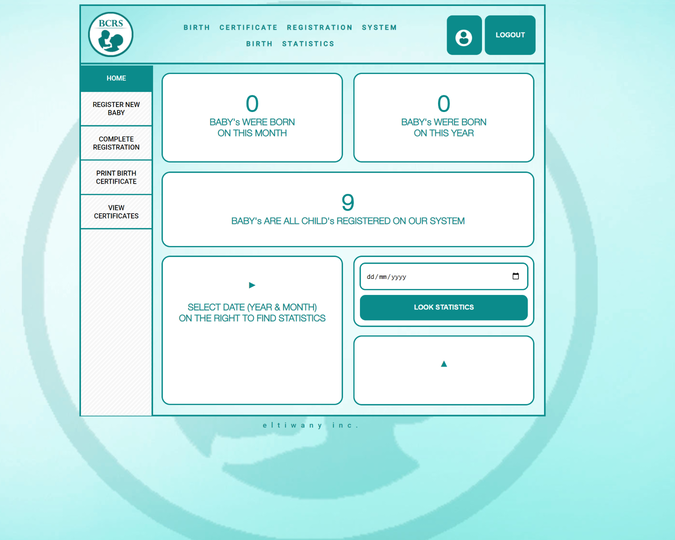 BCRS
BIRTH CERTIFICATE REGISTRATION SYSTEM
BIRTH STATISTICS
LOGOUT
HOME
REGISTER NEW
BABY
COMPLETE
REGISTRATION
PRINT BIRTH
CERTIFICATE
VIEW
CERTIFICATES
0
BABY's WERE BORN
ON THIS MONTH
0
BABY's WERE BORN
ON THIS YEAR
9
BABY's ARE ALL CHILD's REGISTERED ON OUR SYSTEM
SELECT DATE (YEAR & MONTH)
ON THE RIGHT TO FIND STATISTICS
dd/mm/yyyy
LOOK STATISTICS
eltiwany inc.